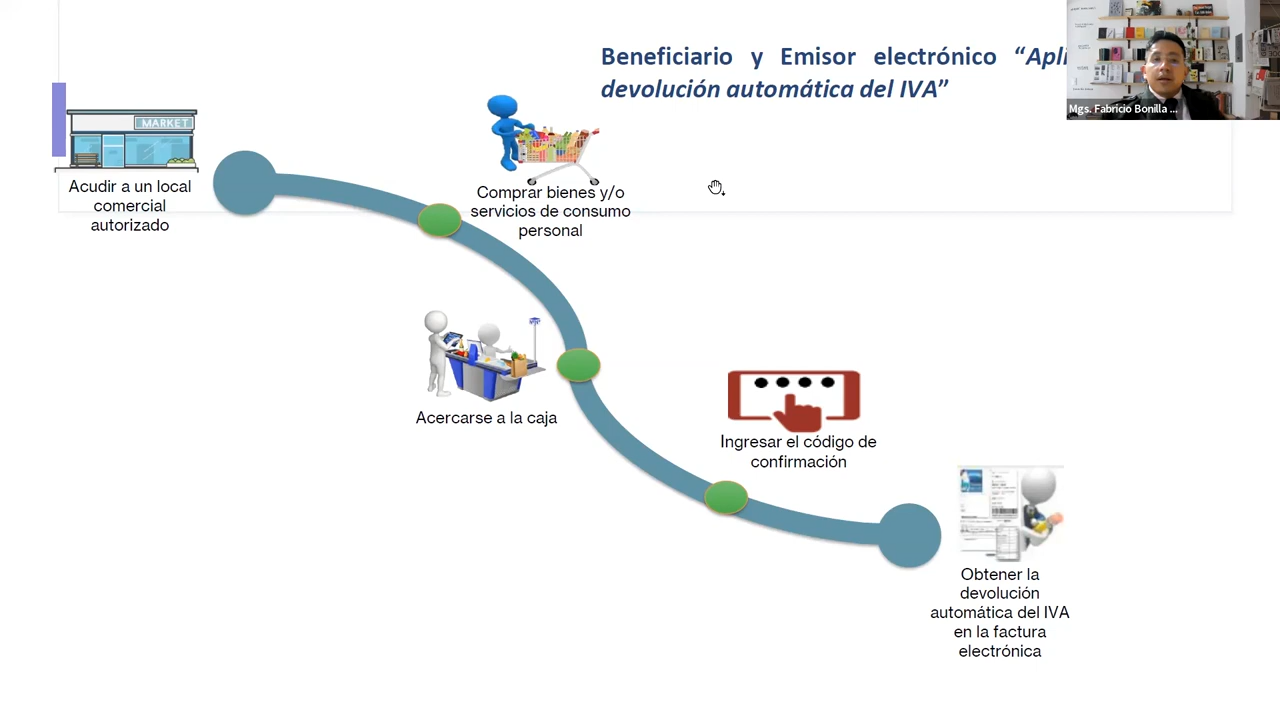 Beneficiario y Emisor electrónico “Apli
devolución automática del IVA”
Mgs. Fabricio Bonilla ...
MARKET
Acudir a un local
comercial
autorizado
Comprar bienes y/o
servicios de consumo
personal
Acercarse a la caja
Ingresar el código de
confirmación
Obtener la
devolución
automática del IVA
en la factura
electrónica